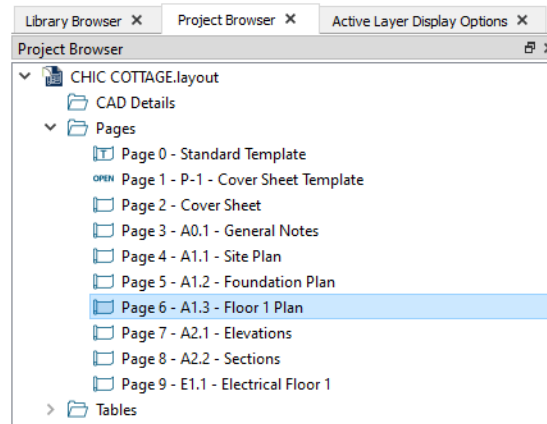 Library Browser Project Browser Active Layer Display Options
Project Browser
CHIC COTTAGE.layout
CAD Details
Pages
T Page 0 - Standard Template
OPEN Page 1 - P-1 - Cover Sheet Template
Page 2 - Cover Sheet
Page 3 - A0.1 - General Notes
Page 4 - A1.1 - Site Plan
Page 5 - A1.2 - Foundation Plan
Page 6 - A1.3 - Floor 1 Plan
Page 7 - A2.1 - Elevations
Page 8 - A2.2 - Sections
Page 9 - E1.1 - Electrical Floor 1
Tables